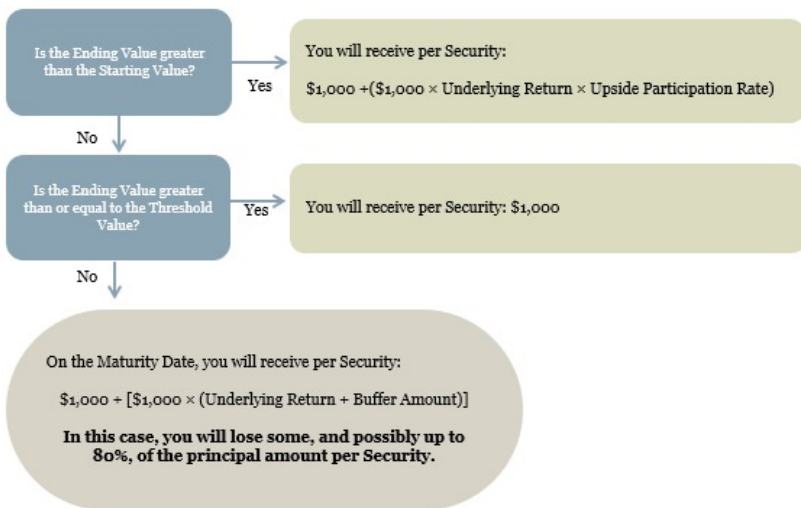 Is the Ending Value greater
than the Starting Value?
Yes
You will receive per Security:
$1,000 +($1,000 × Underlying Return × Upside Participation Rate)
No
Is the Ending Value greater
than or equal to the Threshold
Value?
Yes
You will receive per Security: $1,000
No
On the Maturity Date, you will receive per Security:
$1,000 + [$1,000 × (Underlying Return + Buffer Amount)]
In this case, you will lose some, and possibly up to
80%, of the principal amount per Security.